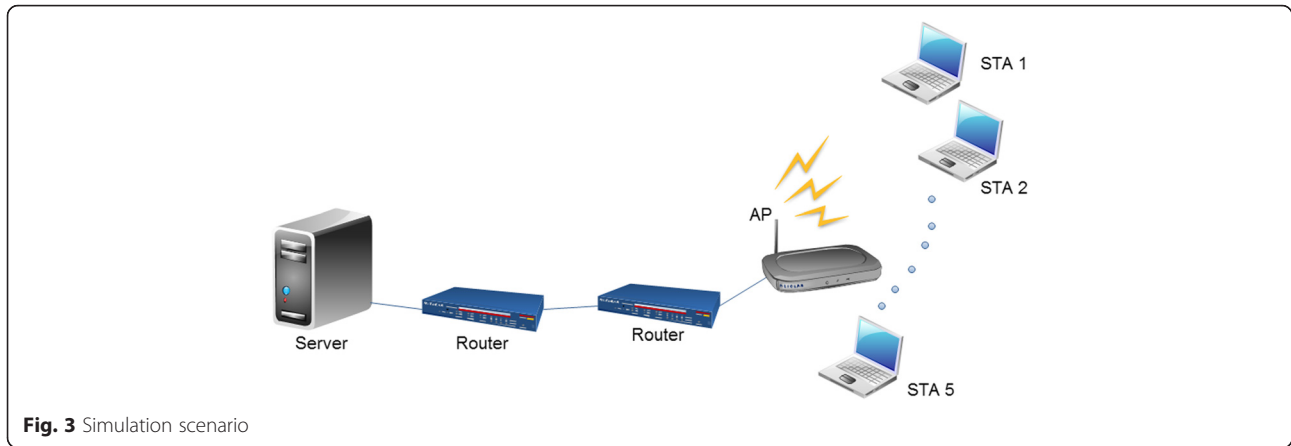 STA 1
STA 2
AP
Server
Router
Router
STA 5
Fig. 3 Simulation scenario